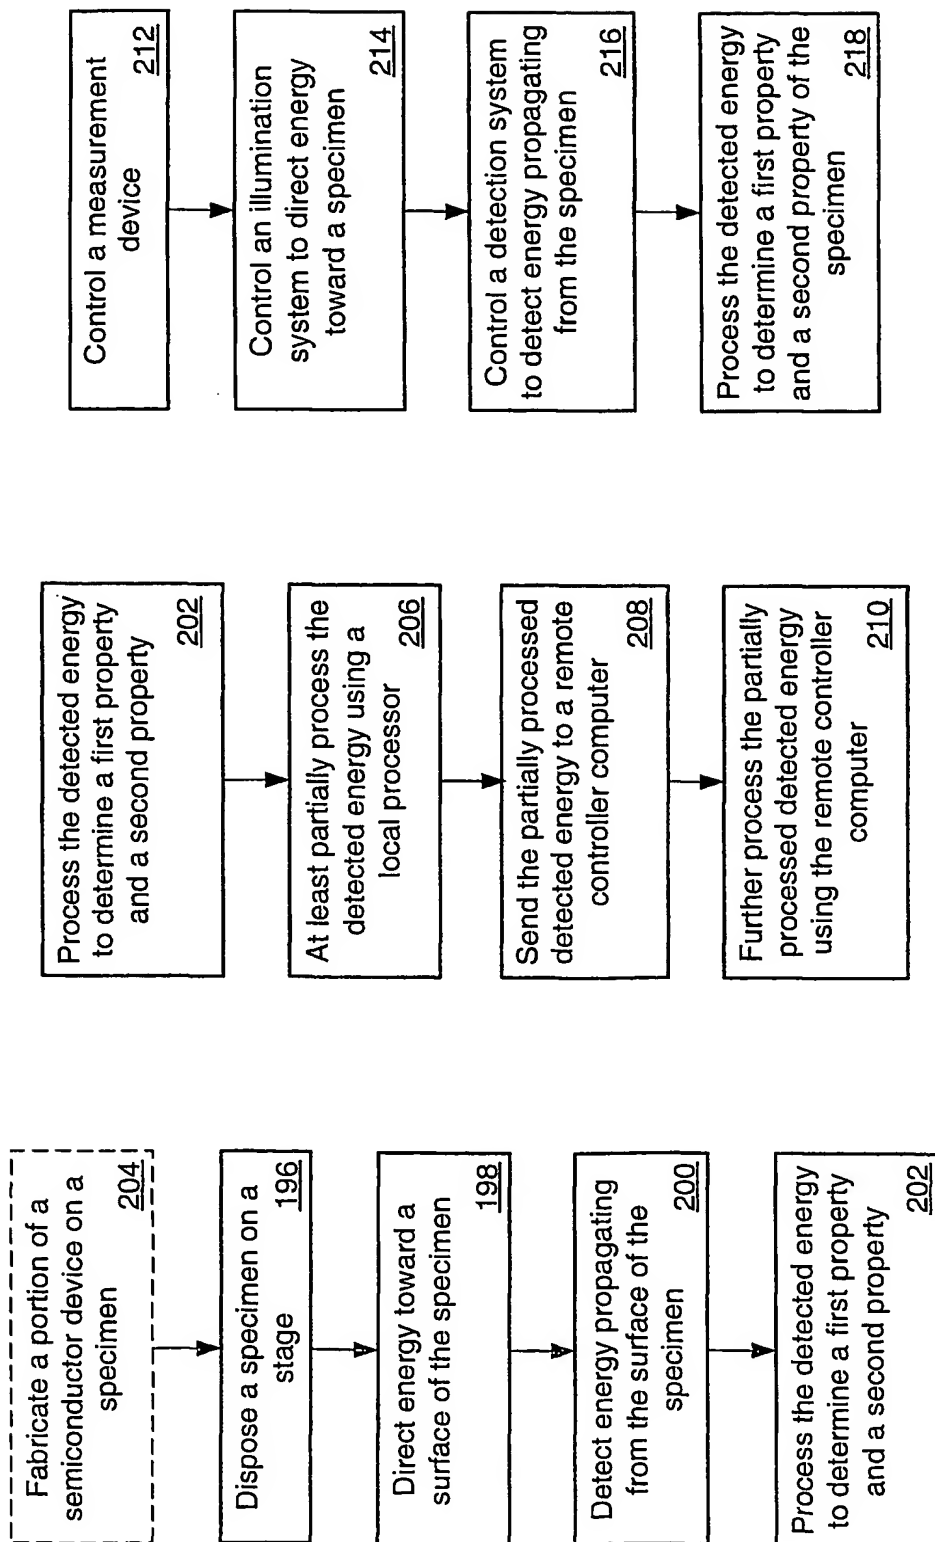 Fabricate a portion of a
semiconductor device on a
specimen
204
Dispose a specimen on a
stage
196
Direct energy toward a
surface of the specimen
198
Detect energy propagating
from the surface of the
specimen
200
Process the detected energy
to determine a first property
and a second property
202
Process the detected energy
to determine a first property
and a second property
202
At least partially process the
detected energy using a
local processor
206
Send the partially processed
detected energy to a remote
controller computer
208
Further process the partially
processed detected energy
using the remote controller
computer
210
Control a measurement
device
212
Control an illumination
system to direct energy
toward a specimen
214
Control a detection system
to detect energy propagating
from the specimen
216
Process the detected energy
to determine a first property
and a second property of the
specimen
218